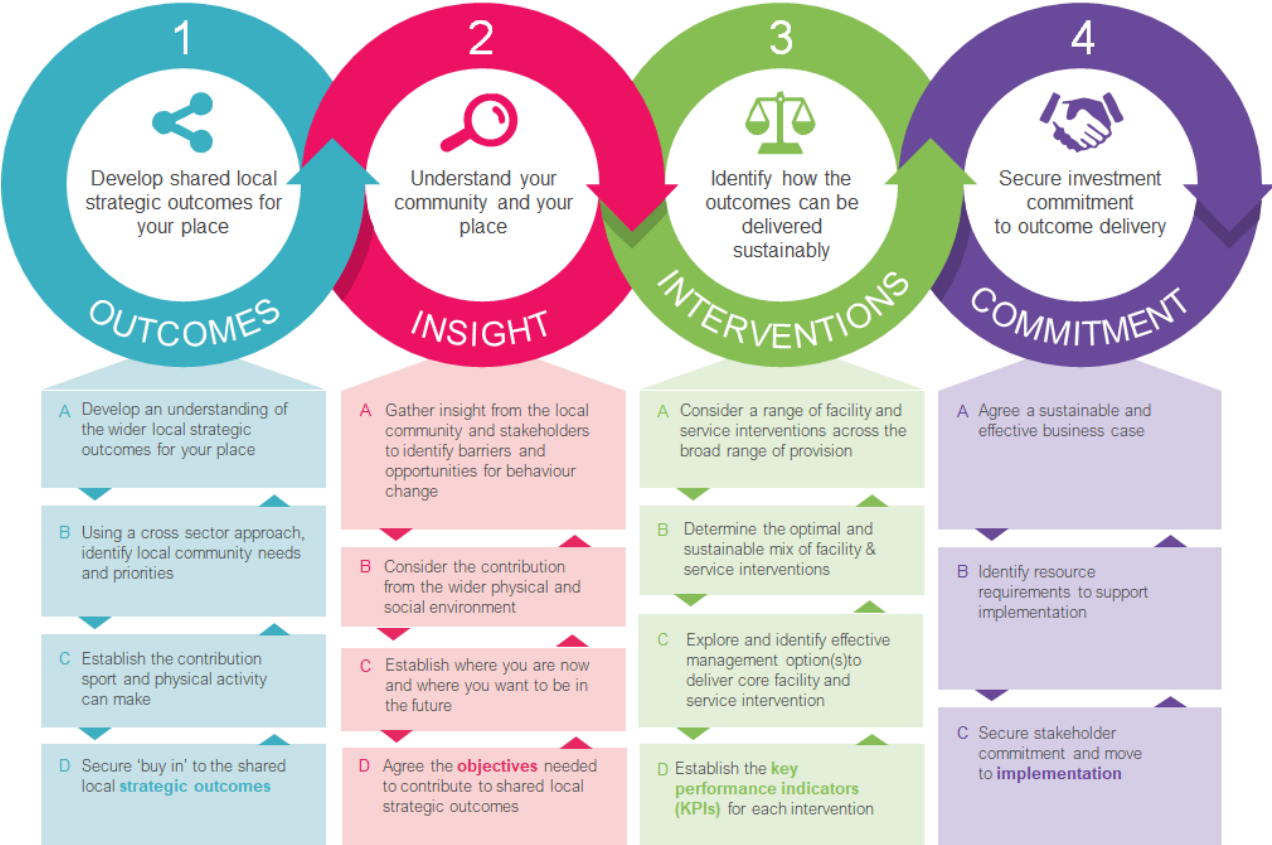 1
Develop shared local
strategic outcomes for
your place
OUTCOMES
2
Understand your
community and your
place
INSIGHT
3
Identify how the
outcomes can be
delivered
sustainably
INTERVENTIONS
4
Secure investment
commitment
to outcome delivery
COMMITMENT
A Develop an understanding of
the wider local strategic
outcomes for your place
B Using a cross sector approach,
identify local community needs
and priorities
C Establish the contribution
sport and physical activity
can make
D Secure ‘buy in’ to the shared
local strategic outcomes
A Gather insight from the local
community and stakeholders
to identify barriers and
opportunities for behaviour
change
B Consider the contribution
from the wider physical and
social environment
C Establish where you are now
and where you want to be in
the future
D Agree the objectives needed
to contribute to shared local
strategic outcomes
A Consider a range of facility and
service interventions across the
broad range of provision
B Determine the optimal and
sustainable mix of facility &
service interventions
C Explore and identify effective
management option(s)to
deliver core facility and
service intervention
D Establish the key
performance indicators
(KPIs) for each intervention
A Agree a sustainable and
effective business case
B Identify resource
requirements to support
implementation
C Secure stakeholder
commitment and move
to implementation